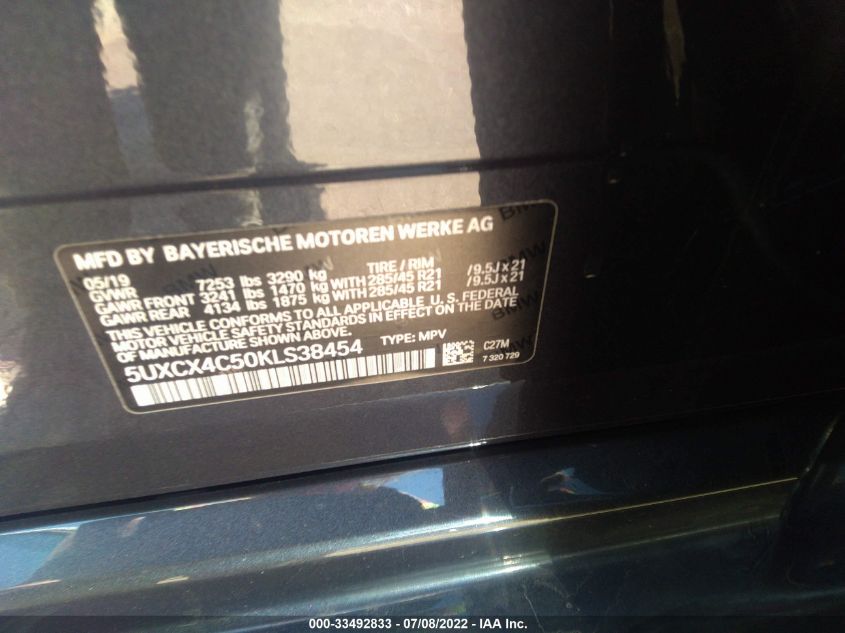 MFD BY BAYERISCHE MOTOREN WERKE AG
05/19 TIRE / RIM
GVWR 7253 lbs 3290 kg
GAWR FRONT 3241 lbs 1470 kg WITH 285/45 R21 /9.5J x 21
GAWR REAR 4134 lbs 1875 kg WITH 285/45 R21 /9.5J x 21
THIS VEHICLE CONFORMS TO ALL APPLICABLE U. S. FEDERAL
MOTOR VEHICLE SAFETY STANDARDS IN EFFECT ON THE DATE
OF MANUFACTURE SHOWN ABOVE.
5UXCX4C50KLS38454 TYPE: MPV
C27M
7 320 729
BMW
BMW
000-33492833 - 07/08/2022 - IAA Inc.